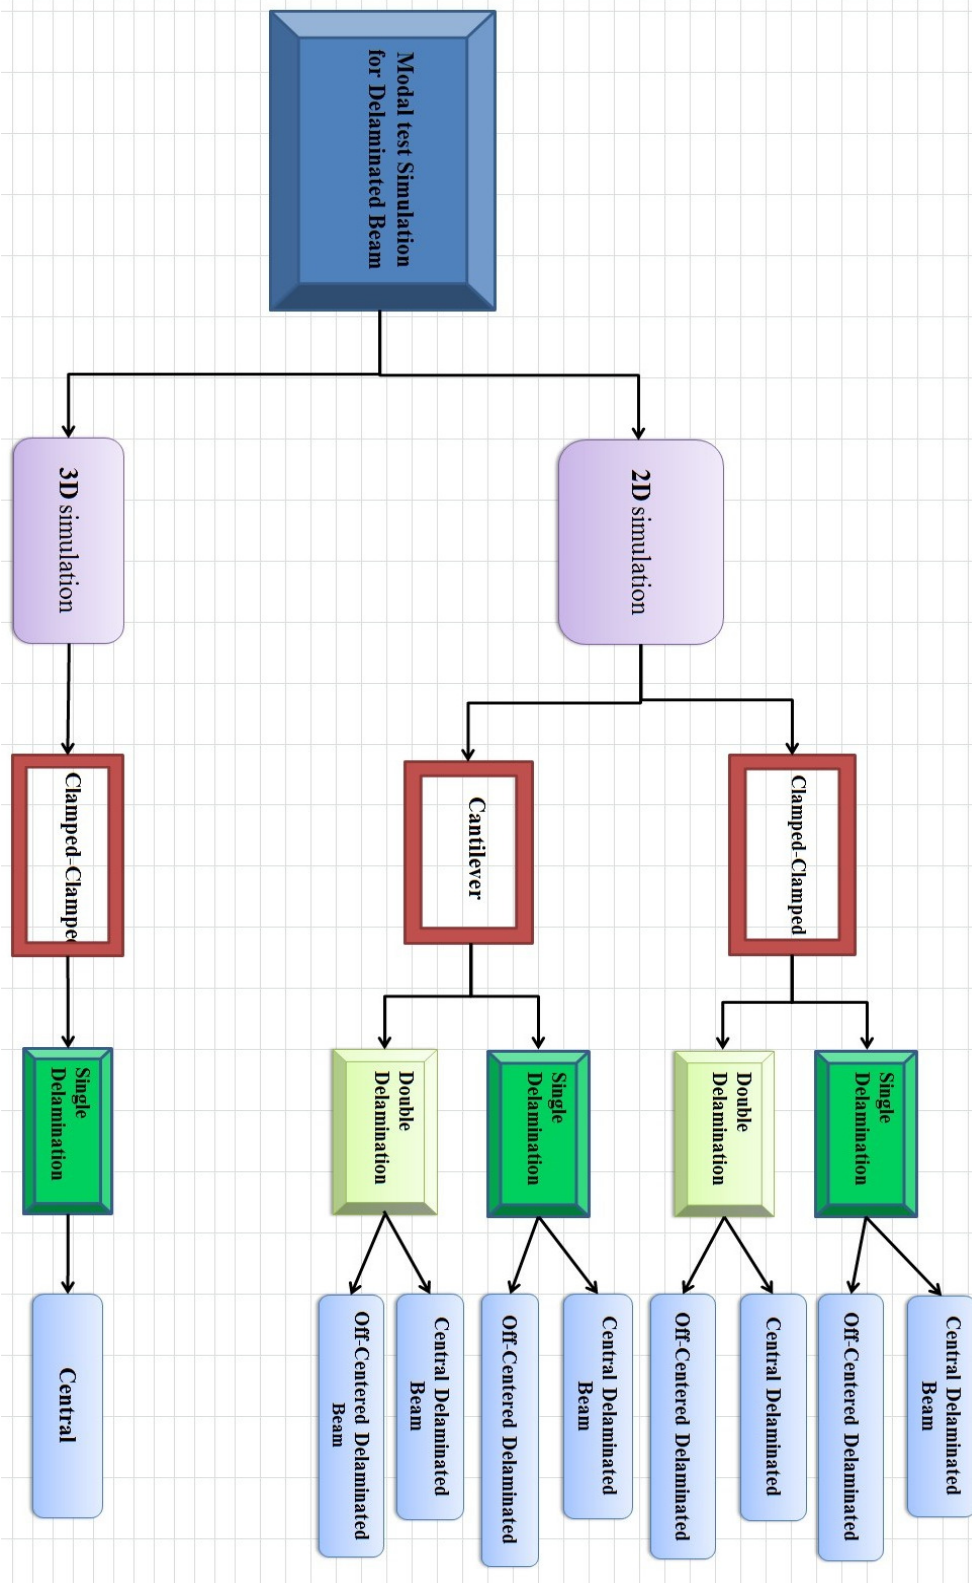 Modal test Simulation
for Delaminated Beam
2D simulation
3D simulation
Clamped-Clamped
Cantilever
Clamped-Clampe
Single
Delamination
Double
Delamination
Single
Delamination
Double
Delamination
Single
Delamination
Central Delaminated
Beam
Off-Centered Delaminated
Central Delaminated
Off-Centered Delaminated
Central Delaminated
Beam
Off-Centered Delaminated
Central Delaminated
Beam
Off-Centered Delaminated
Beam
Central